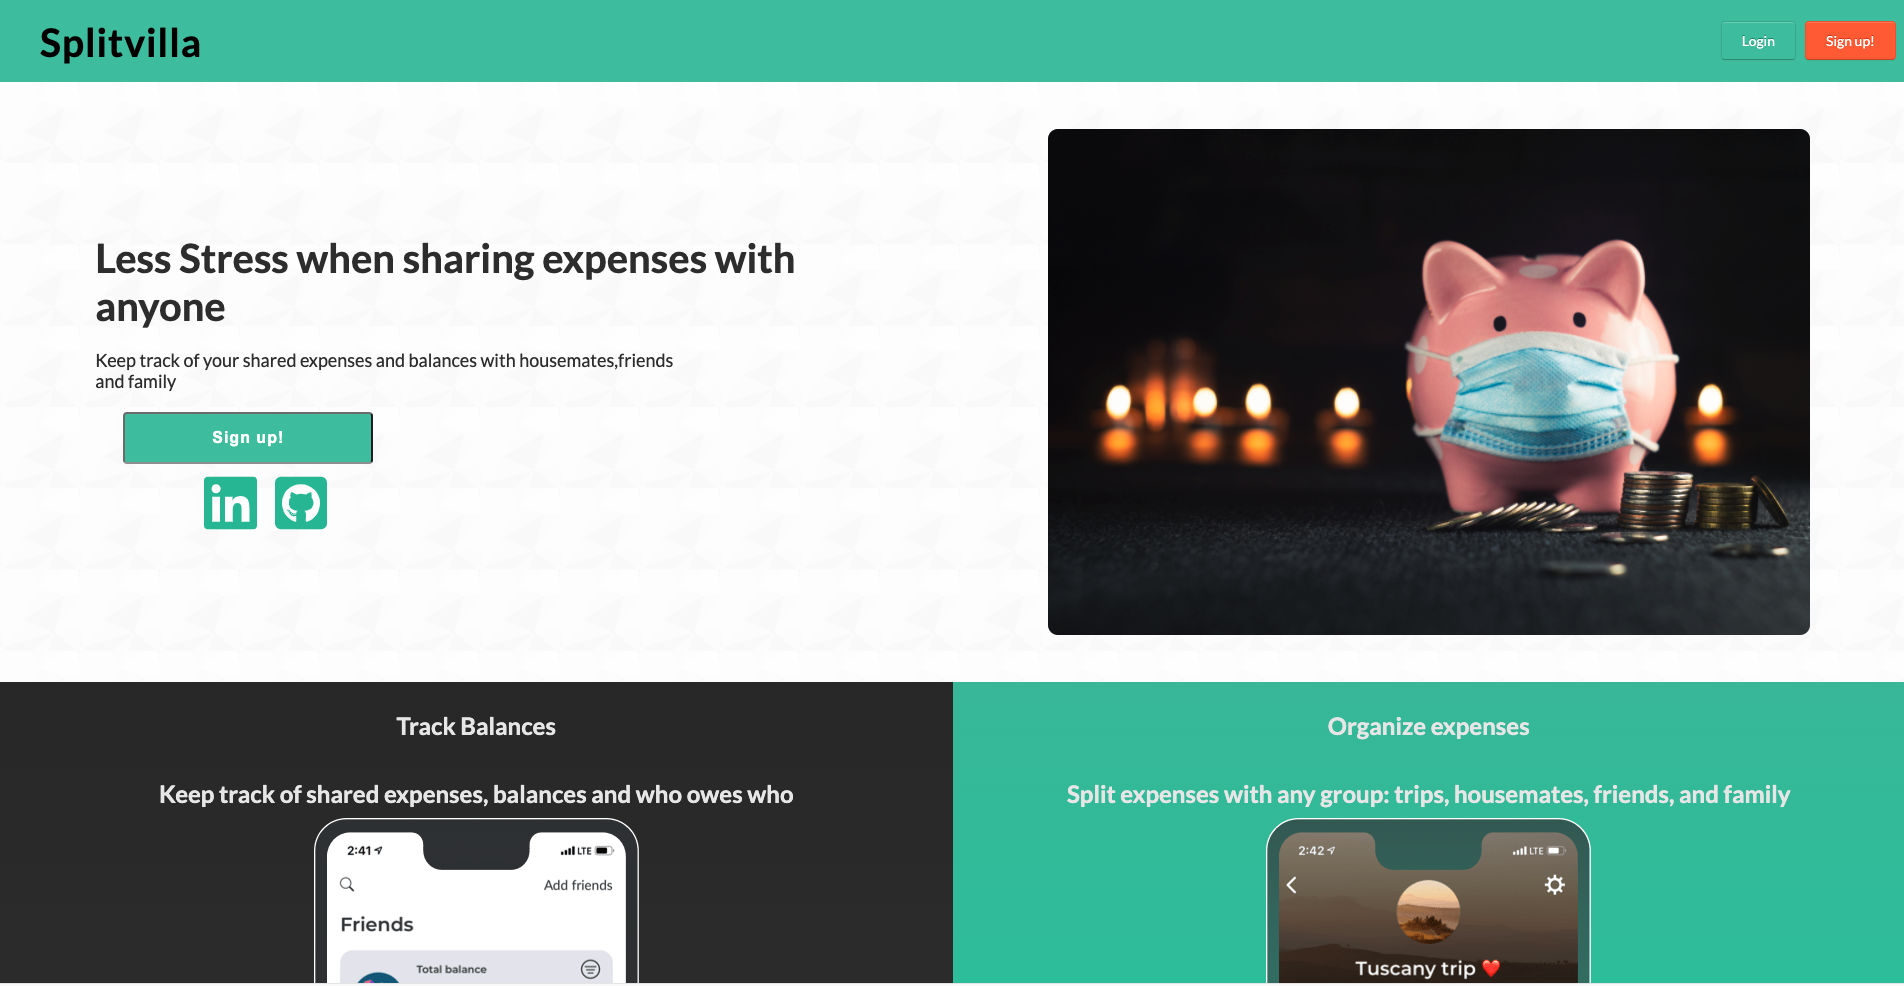 Splitvilla
Login
Sign up!
Less Stress when sharing expenses with
anyone
Keep track of your shared expenses and balances with housemates,friends
and family
Sign up!
in
Track Balances
Keep track of shared expenses, balances and who owes who
2:41
LTE
Add friends
Friends
Total balance
Organize expenses
Split expenses with any group: trips, housemates, friends, and family
2:42
LTE
Tuscany trip ❤️